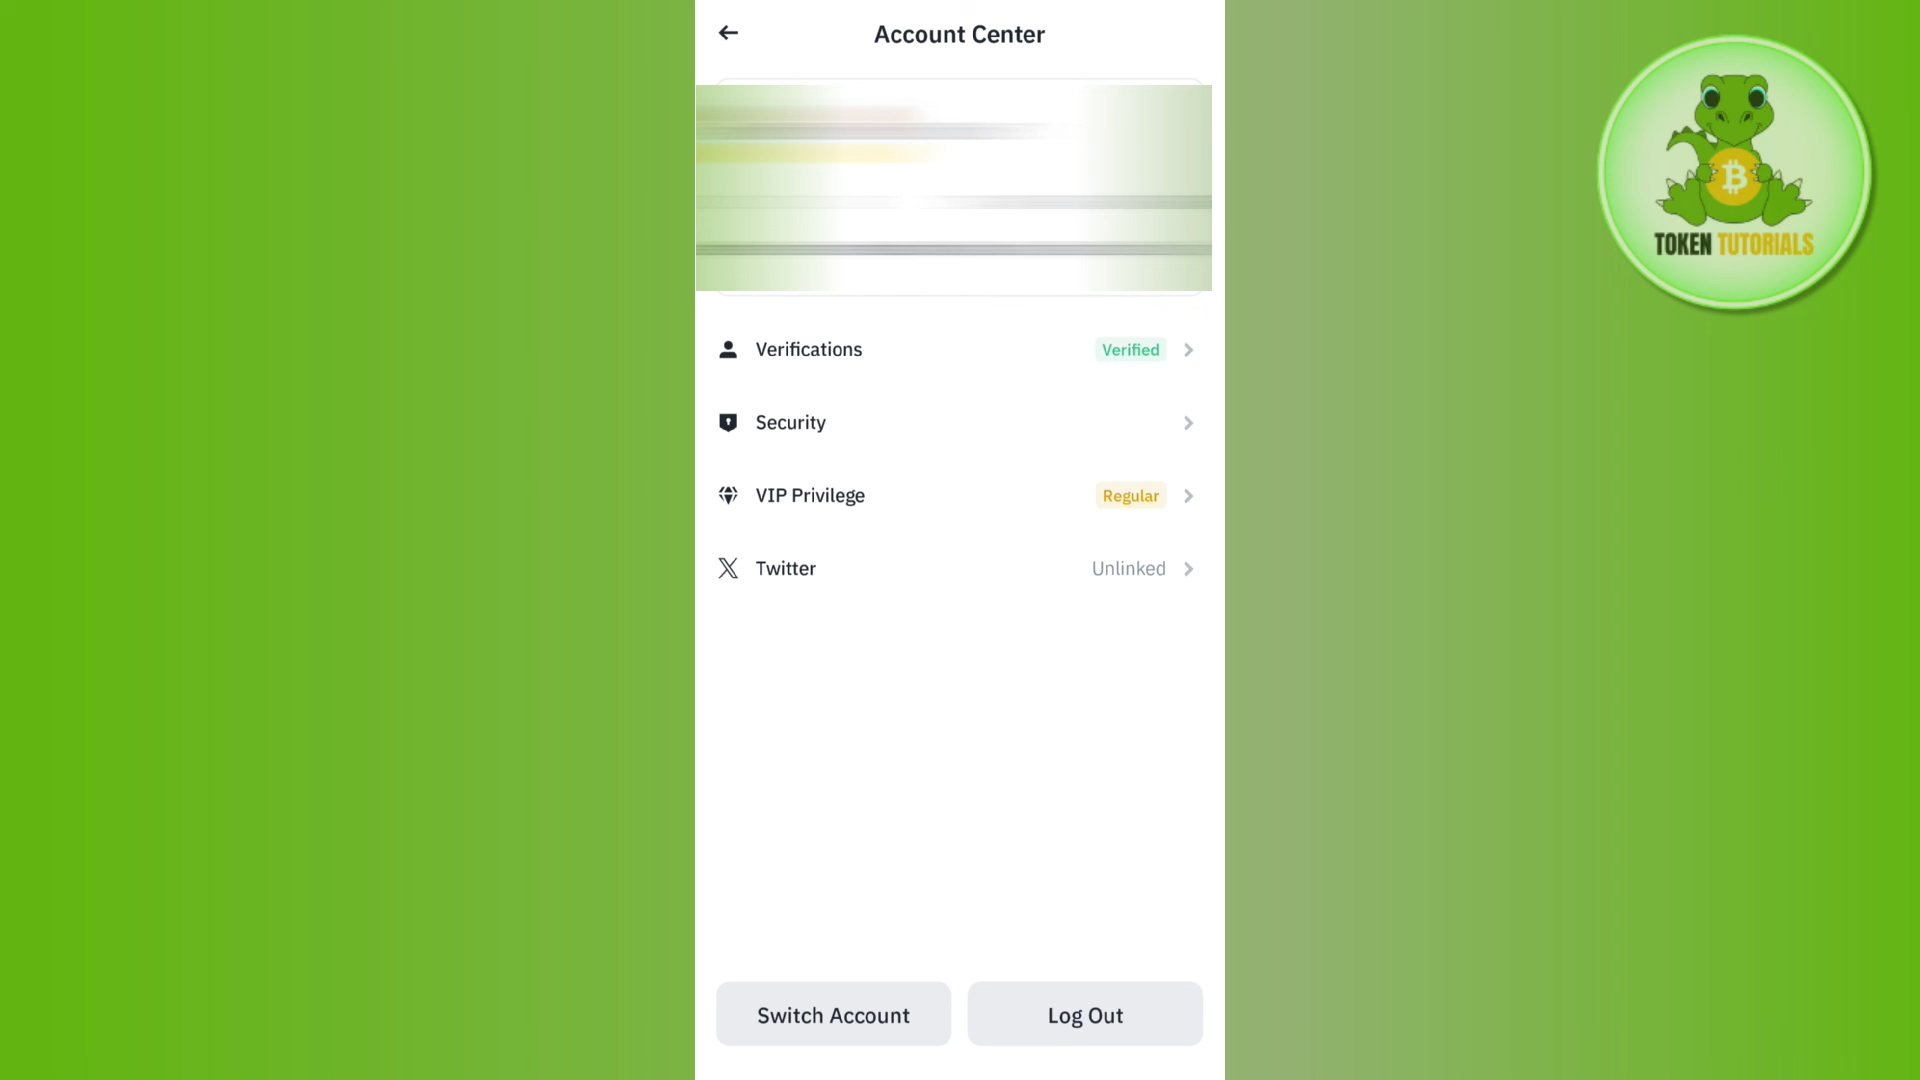 Account Center
Verifications Verified
Security
VIP Privilege Regular
Twitter Unlinked
Switch Account Log Out
TOKEN TUTORIALS